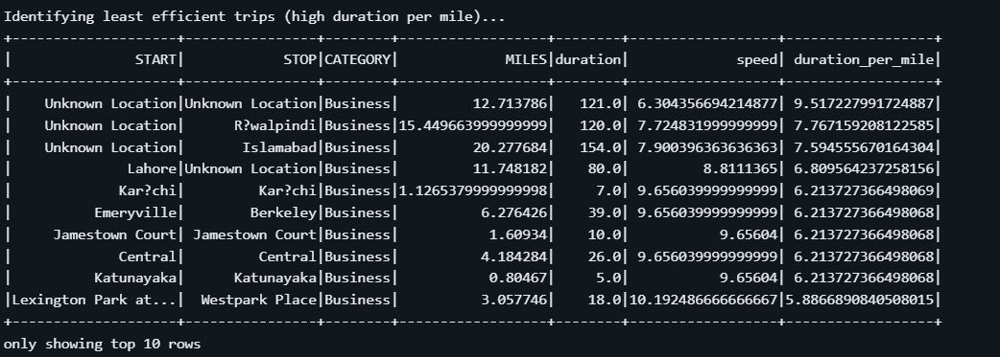 Identifying least efficient trips (high duration per mile)...
+-------------------+----------------+--------+------------------+--------+------------------+------------------+
|              START|            STOP|CATEGORY|             MILES|duration|             speed| duration_per_mile|
+-------------------+----------------+--------+------------------+--------+------------------+------------------+
|   Unknown Location|Unknown Location|Business|         12.713786|   121.0| 6.304356694214877| 9.517227991724887|
|   Unknown Location|      R?walpindi|Business|15.449663999999999|   120.0| 7.724831999999999| 7.767159208122585|
|   Unknown Location|       Islamabad|Business|         20.277684|   154.0| 7.900396363636363| 7.594555670164304|
|             Lahore|Unknown Location|Business|         11.748182|    80.0|         8.8111365| 6.809564237258156|
|            Kar?chi|         Kar?chi|Business|1.1265379999999998|     7.0| 9.656039999999999| 6.213727366498069|
|         Emeryville|        Berkeley|Business|          6.276426|    39.0| 9.656039999999999| 6.213727366498068|
|    Jamestown Court| Jamestown Court|Business|           1.60934|    10.0|           9.65604| 6.213727366498068|
|            Central|         Central|Business|          4.184284|    26.0| 9.656039999999999| 6.213727366498068|
|         Katunayaka|      Katunayaka|Business|           0.80467|     5.0|           9.65604| 6.213727366498068|
|Lexington Park at...|  Westpark Place|Business|          3.057746|    18.0|10.192486666666667|5.8866890840508015|
+-------------------+----------------+--------+------------------+--------+------------------+------------------+
only showing top 10 rows